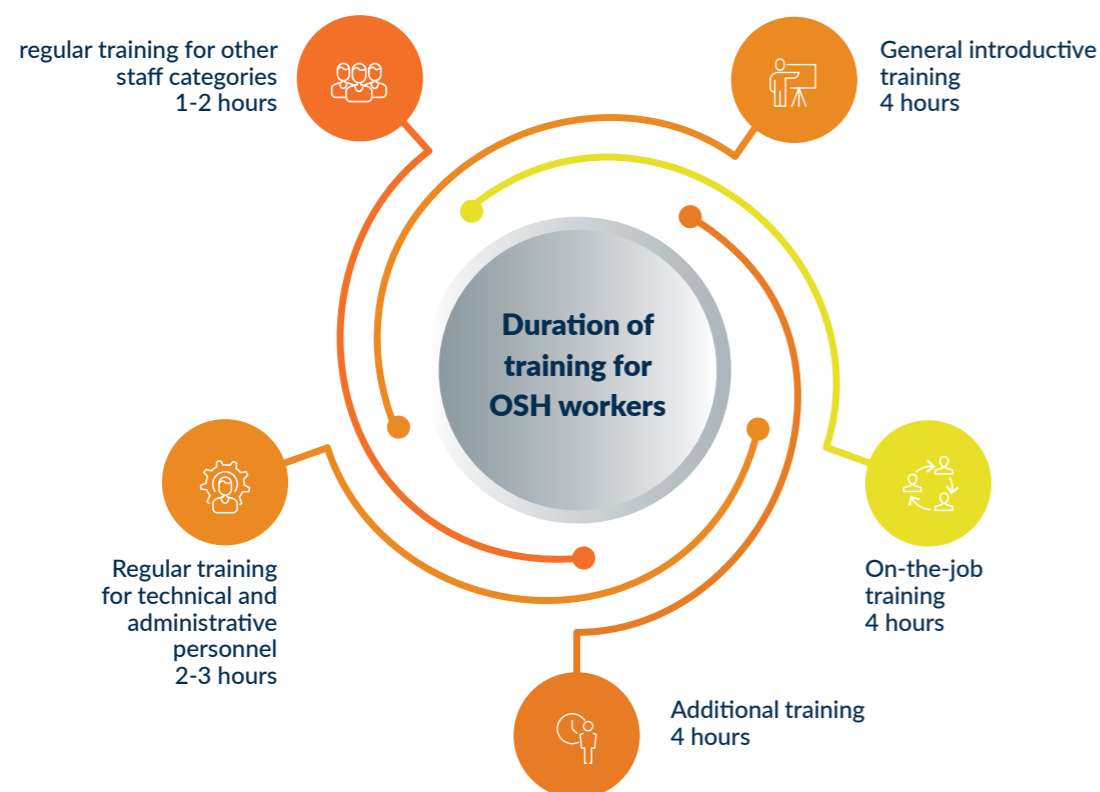 regular training for other
staff categories
1-2 hours
General introductive
training
4 hours
Duration of
training for
OSH workers
Regular training
for technical and
administrative
personnel
2-3 hours
On-the-job
training
4 hours
Additional training
4 hours